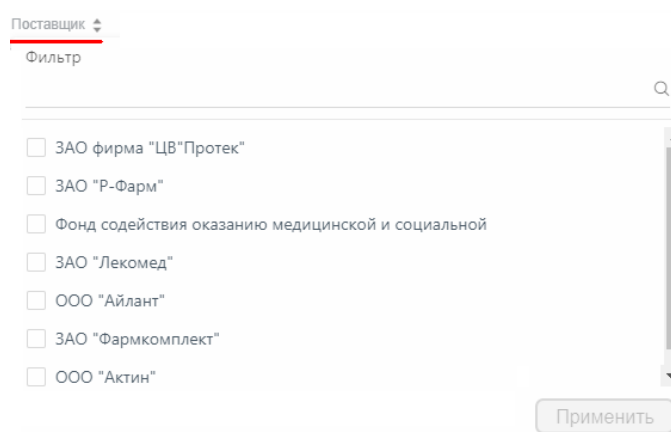 Поставщик
Фильтр
ЗАО фирма "ЦВ"Протек"
ЗАО "Р-Фарм"
Фонд содействия оказанию медицинской и социальной
ЗАО "Лекомед"
ООО "Айлант"
ЗАО "Фармкомплект"
ООО "Актин"
Применить